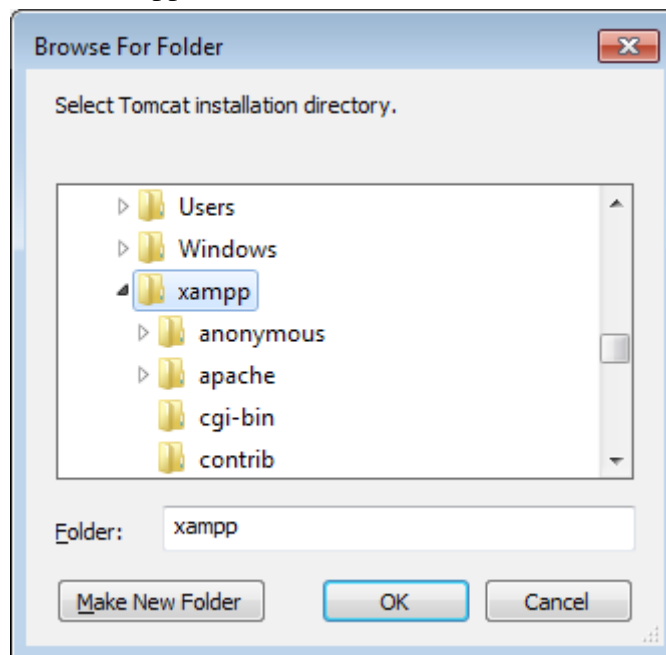 Browse For Folder
Select Tomcat installation directory.
Users
Windows
xampp
anonymous
apache
cgi-bin
contrib
Folder: xampp
Make New Folder OK Cancel